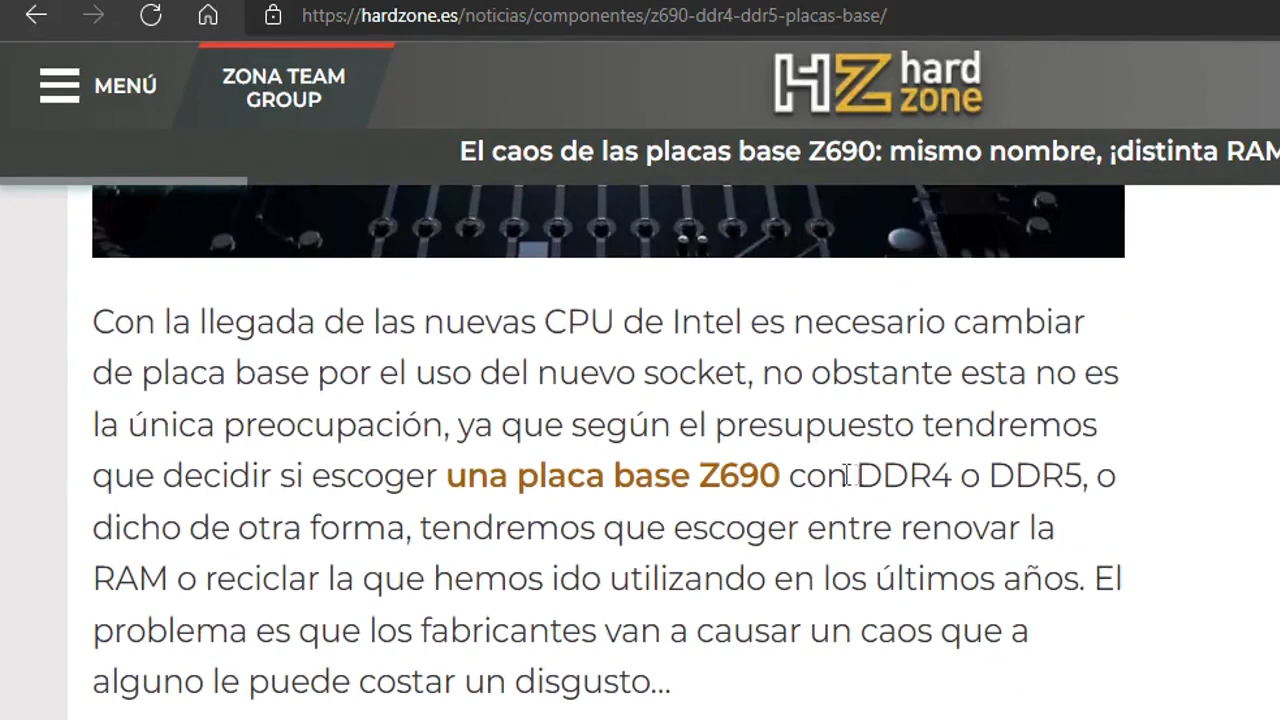 https://hardzone.es/noticias/componentes/z690-ddr4-ddr5-placas-base/
MENÚ
ZONA TEAM
GROUP
HZ hard
zone
El caos de las placas base Z690: mismo nombre, ¡distinta RAM
Con la llegada de las nuevas CPU de Intel es necesario cambiar
de placa base por el uso del nuevo socket, no obstante esta no es
la única preocupación, ya que según el presupuesto tendremos
que decidir si escoger una placa base Z690 con DDR4 o DDR5, o
dicho de otra forma, tendremos que escoger entre renovar la
RAM o reciclar la que hemos ido utilizando en los últimos años. El
problema es que los fabricantes van a causar un caos que a
alguno le puede costar un disgusto...